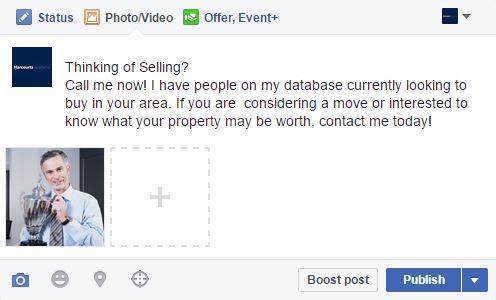 Status Photo/Video Offer, Event+
Harcourts
Thinking of Selling?
Call me now! I have people on my database currently looking to
buy in your area. If you are considering a move or interested to
know what your property may be worth, contact me today!
Boost post Publish